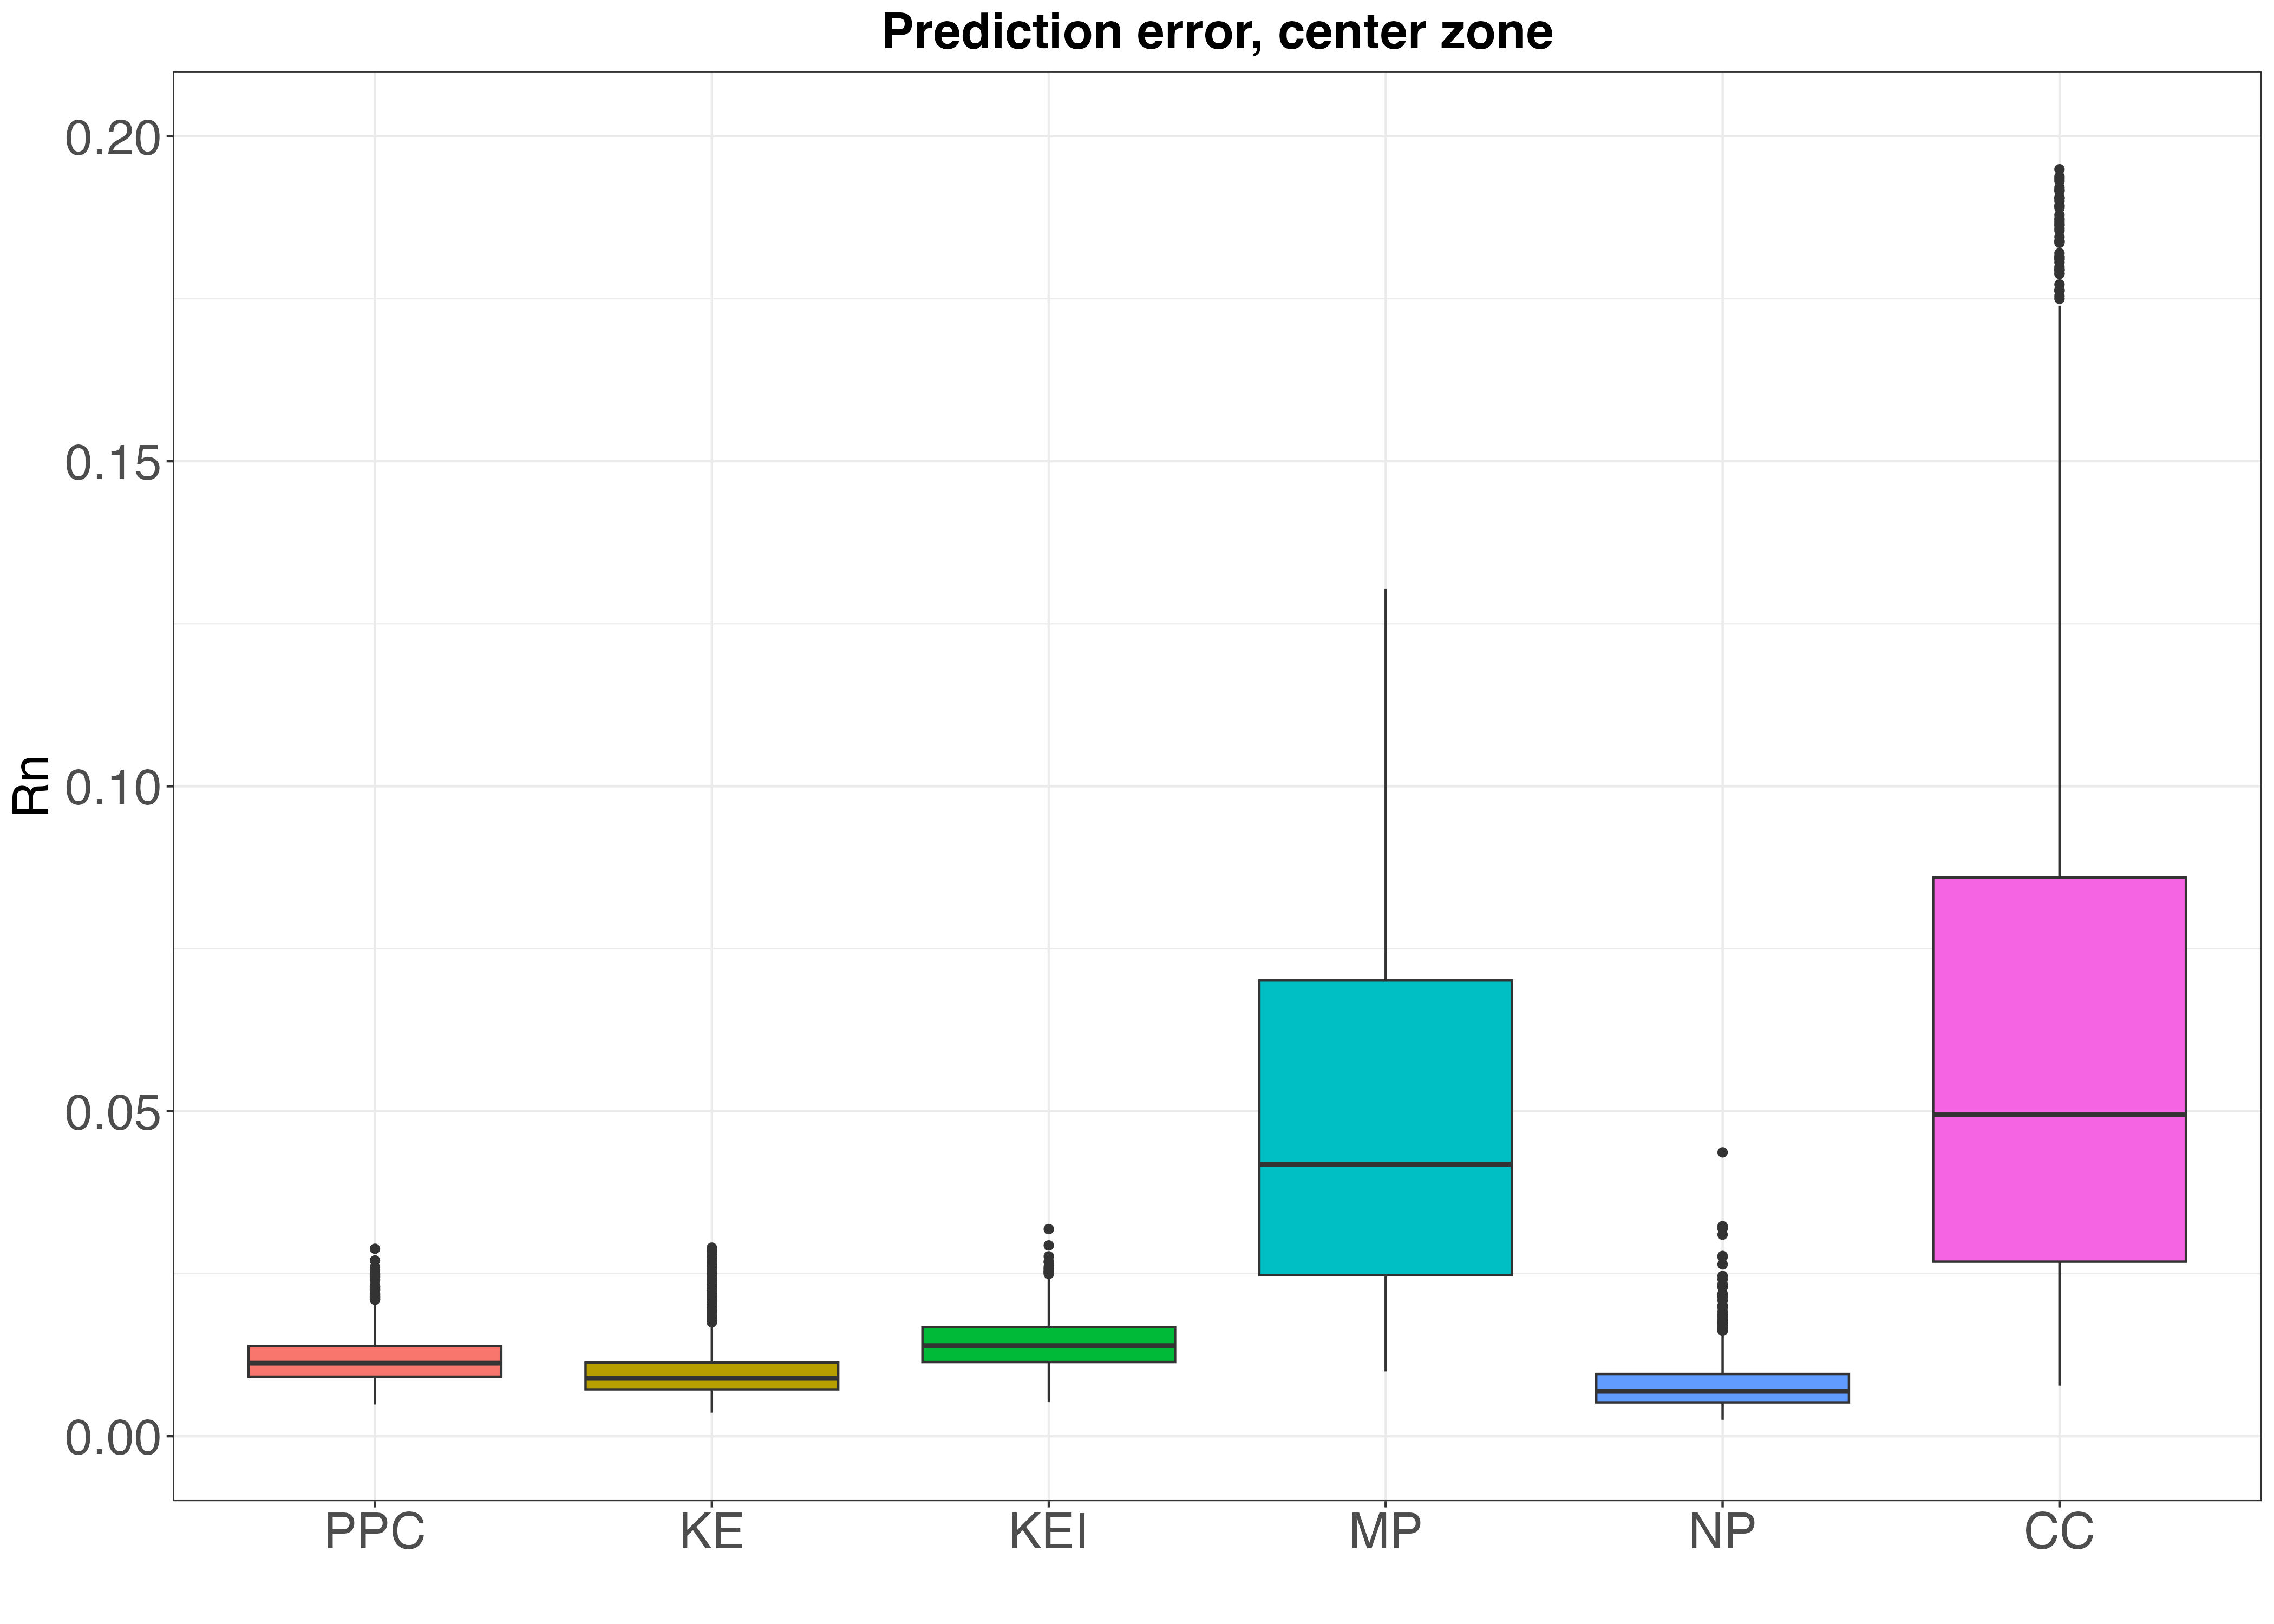 Prediction error, center zone
Rn
0.20
0.15
0.10
0.05
0.00
PPC KE KEI MP NP CC